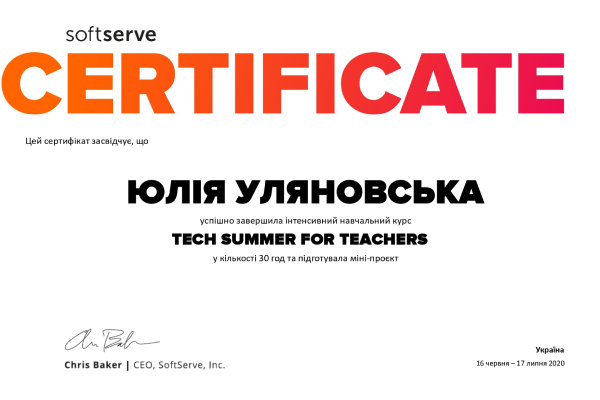 softserve
CERTIFICATE
Цей сертифікат засвідчує, що
ЮЛІЯ УЛЯНОВСЬКА
успішно завершила інтенсивний навчальний курс
TECH SUMMER FOR TEACHERS
у кількості 30 год та підготувала міні-проєкт
Chris Baker | CEO, SoftServe, Inc.
Україна
16 червня – 17 липня 2020